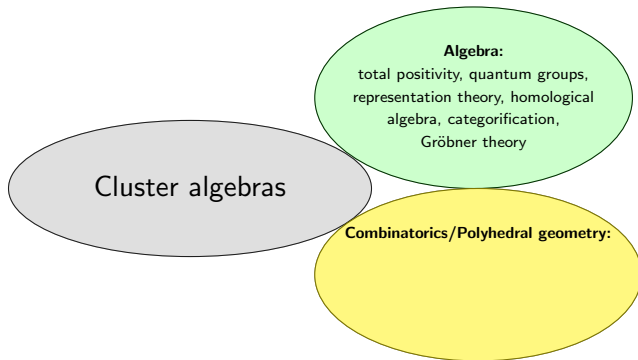 Algebra:
total positivity, quantum groups,
representation theory, homological
algebra, categorification,
Gröbner theory
Cluster algebras
Combinatorics/Polyhedral geometry: